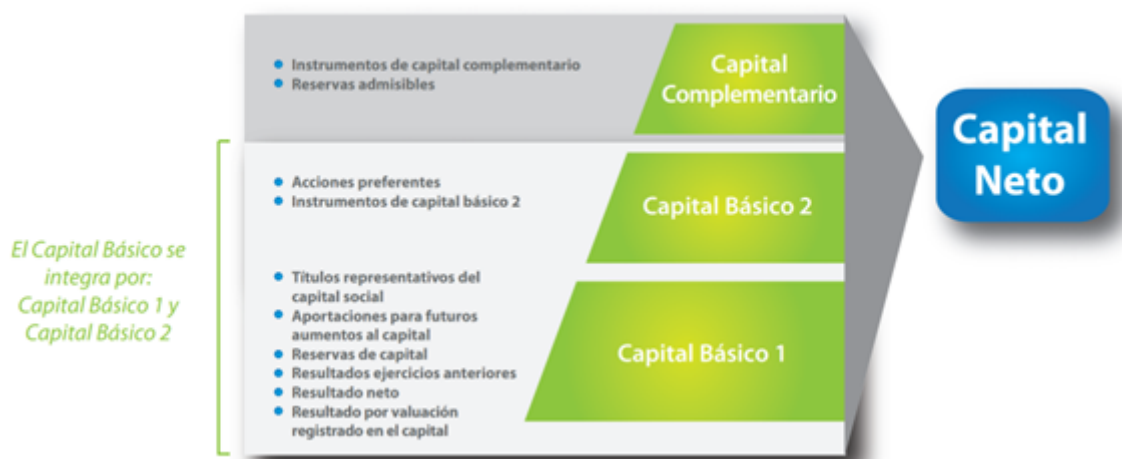 Instrumentos de capital complementario
Reservas admisibles
Capital
Complementario
Capital
Neto
Acciones preferentes
Instrumentos de capital básico 2
Capital Básico 2
El Capital Básico se
integra por:
Capital Básico 1 y
Capital Básico 2
Títulos representativos del
capital social
Aportaciones para futuros
aumentos al capital
Reservas de capital
Resultados ejercicios anteriores
Resultado neto
Resultado por valuación
registrado en el capital
Capital Básico 1